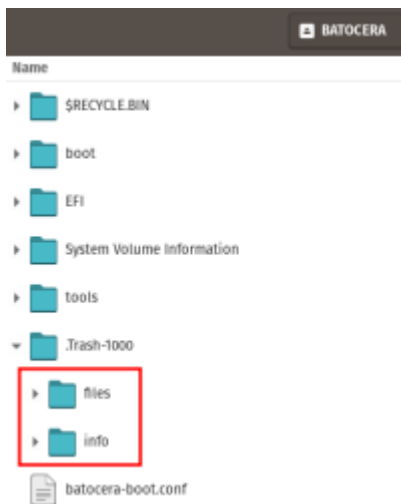 BATOCERA
Name
$RECYCLE.BIN
boot
EFI
System Volume Information
tools
.Trash-1000
files
info
batocera-boot.conf